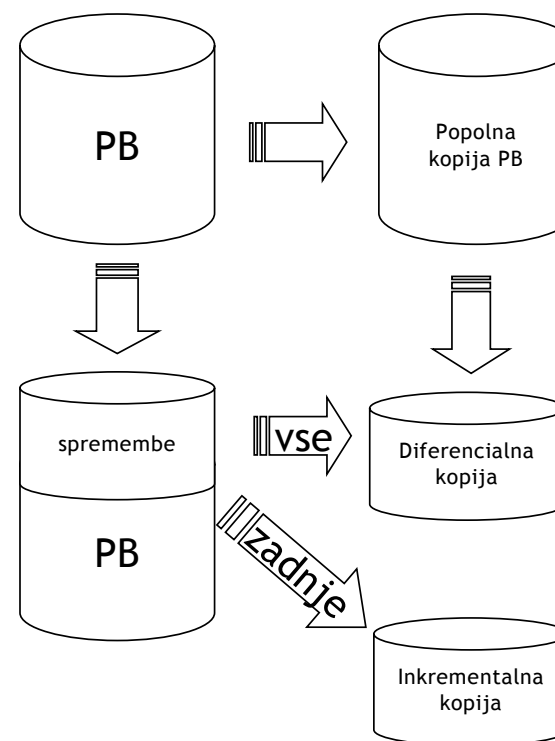 PB
Popolna
kopija PB
spremembe
vse
Diferencialna
kopija
PB
zadnje
Inkrementalna
kopija